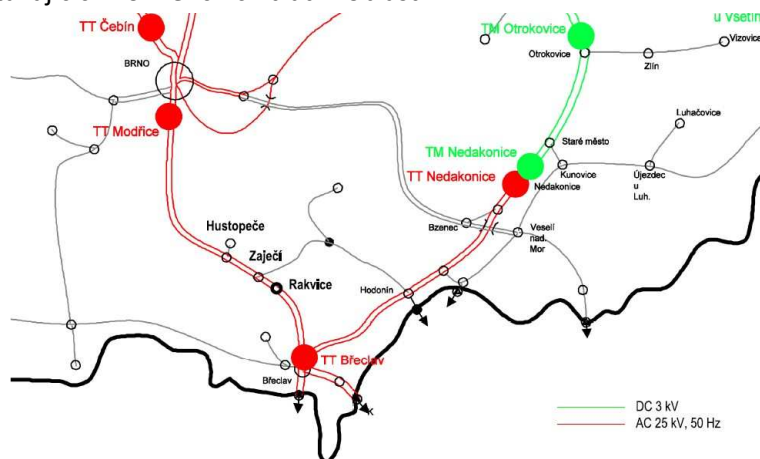 TT Čebín
TM Otrokovice
u Vsetín
Vizovice
Otrokovice
Zlín
BRNO
TT Modřice
Luhačovice
Staré město
TM Nedakonice
Kunovice
Újezdec
u
Luh.
TT Nedakonice
Nedakonice
Bzenec
Veselí
nad.
Mor
Hustopeče
Zaječí
Rakvice
Hodonín
TT Břeclav
Břeclav
K
DC 3 kV
AC 25 kV, 50 Hz